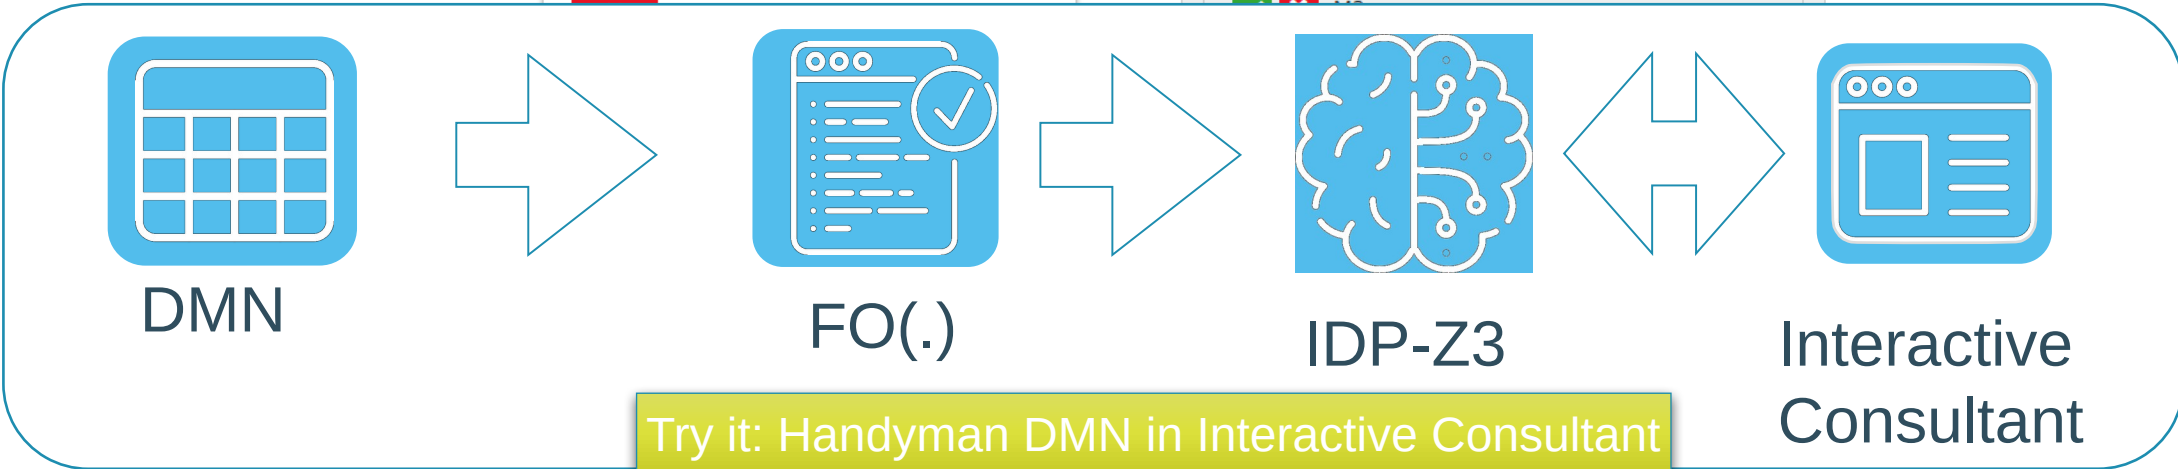 DMN
FO(.)
IDP-Z3
Interactive
Consultant
Try it: Handyman DMN in Interactive Consultant